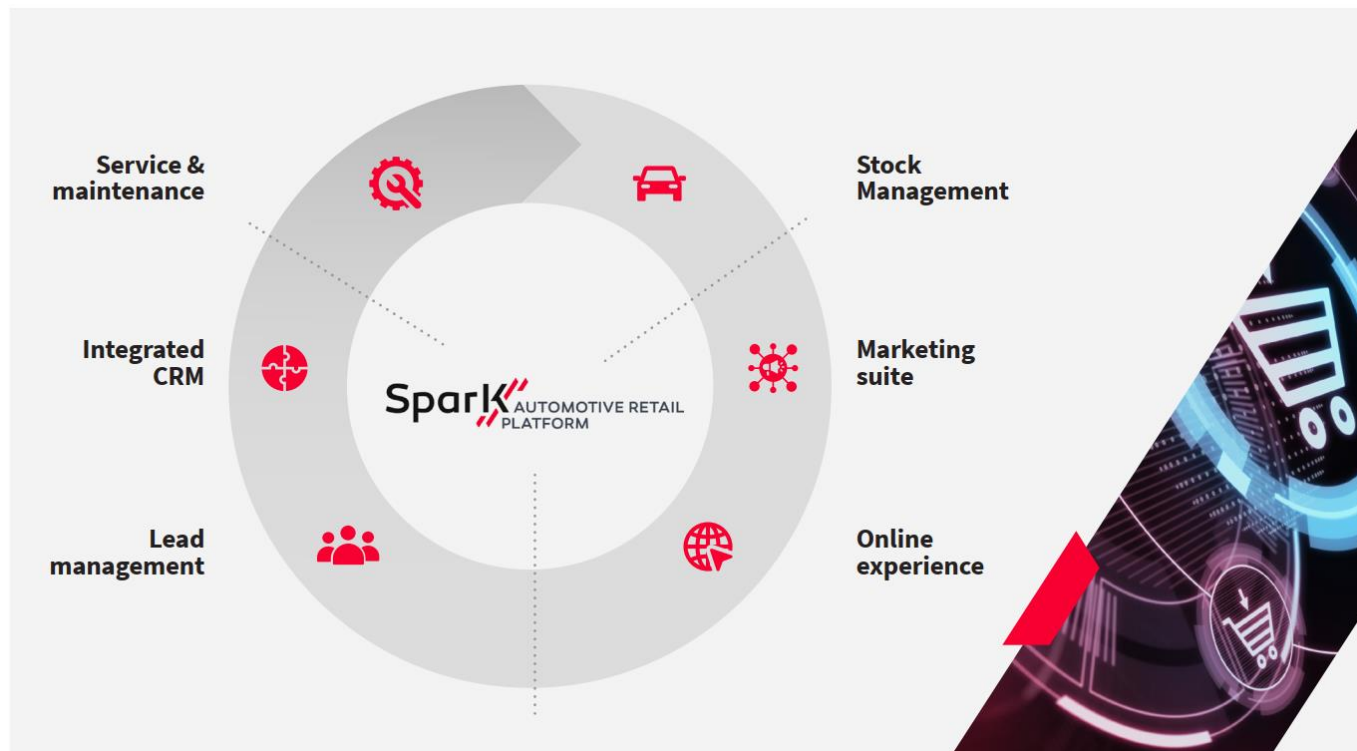 Service &
maintenance
Stock
Management
Integrated
CRM
Marketing
suite
SparK AUTOMOTIVE RETAIL
PLATFORM
Lead
management
Online
experience